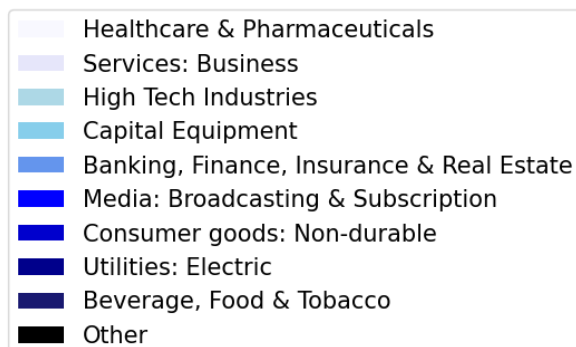 Healthcare & Pharmaceuticals
Services: Business
High Tech Industries
Capital Equipment
Banking, Finance, Insurance & Real Estate
Media: Broadcasting & Subscription
Consumer goods: Non-durable
Utilities: Electric
Beverage, Food & Tobacco
Other